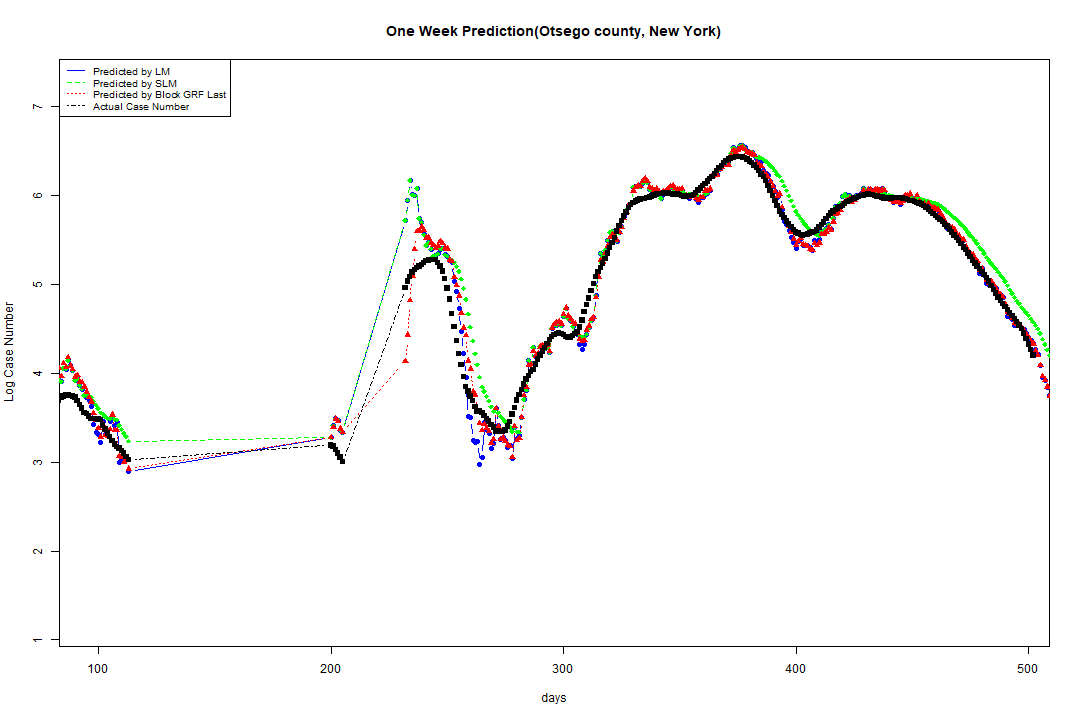 One Week Prediction(Otsego county, New York)
Predicted by LM
Predicted by SLM
Predicted by Block GRF Last
Actual Case Number
7
6
5
4
3
2
1
Log Case Number
100 200 300 400 500
days